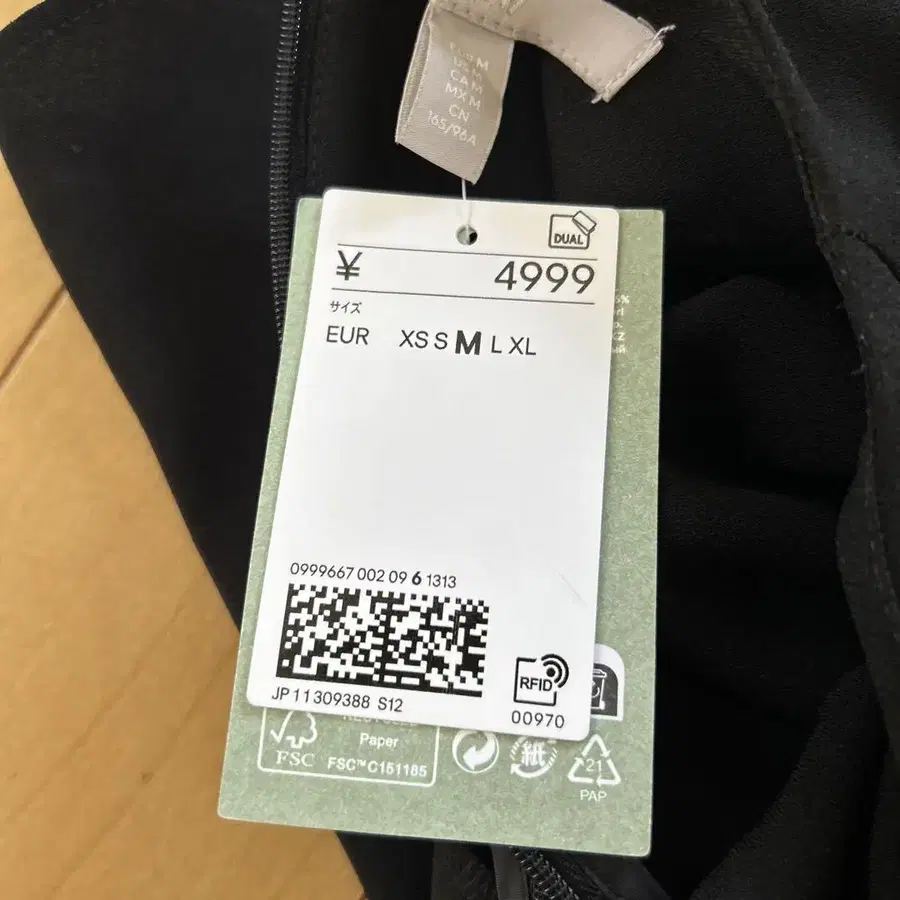 M
CA M
MX M
CN
165/96A
DUAL
¥ 4999
サイズ
EUR XS S M L XL
0999667 002 09 6 1313
JP 11309388 S12
RFID
00970
FSC
Paper
FSC™ C151185
紙
21
PAP